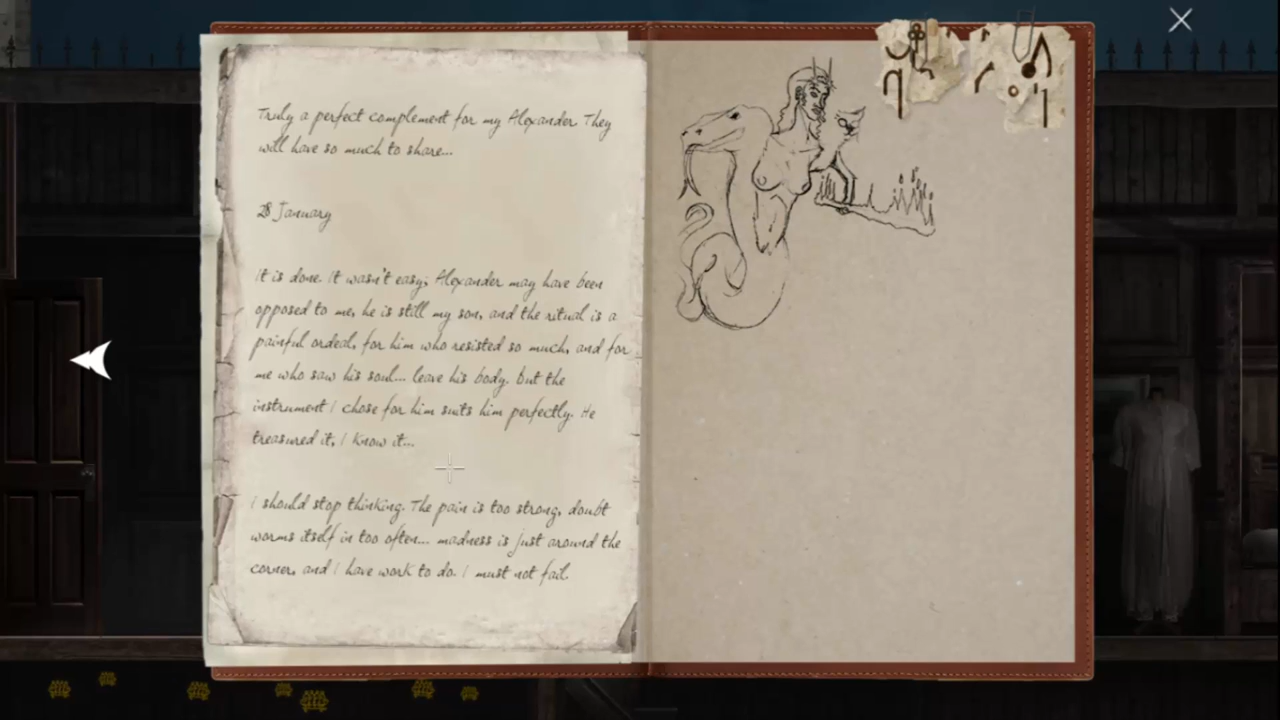 Truly a perfect complement for my Alexander They
will have so much to share...
28 January
It is done. It wasn't easy; Alexander may have been
opposed to me, he is still my son, and the ritual is a
painful ordeal, for him who resisted so much, and for
me who saw his soul... leave his body. But the
instrument I chose for him suits him perfectly. He
treasured it, I know it...
I should stop thinking. The pain is too strong, doubt
worms itself in too often... madness is just around the
corner, and I have work to do. I must not fail.